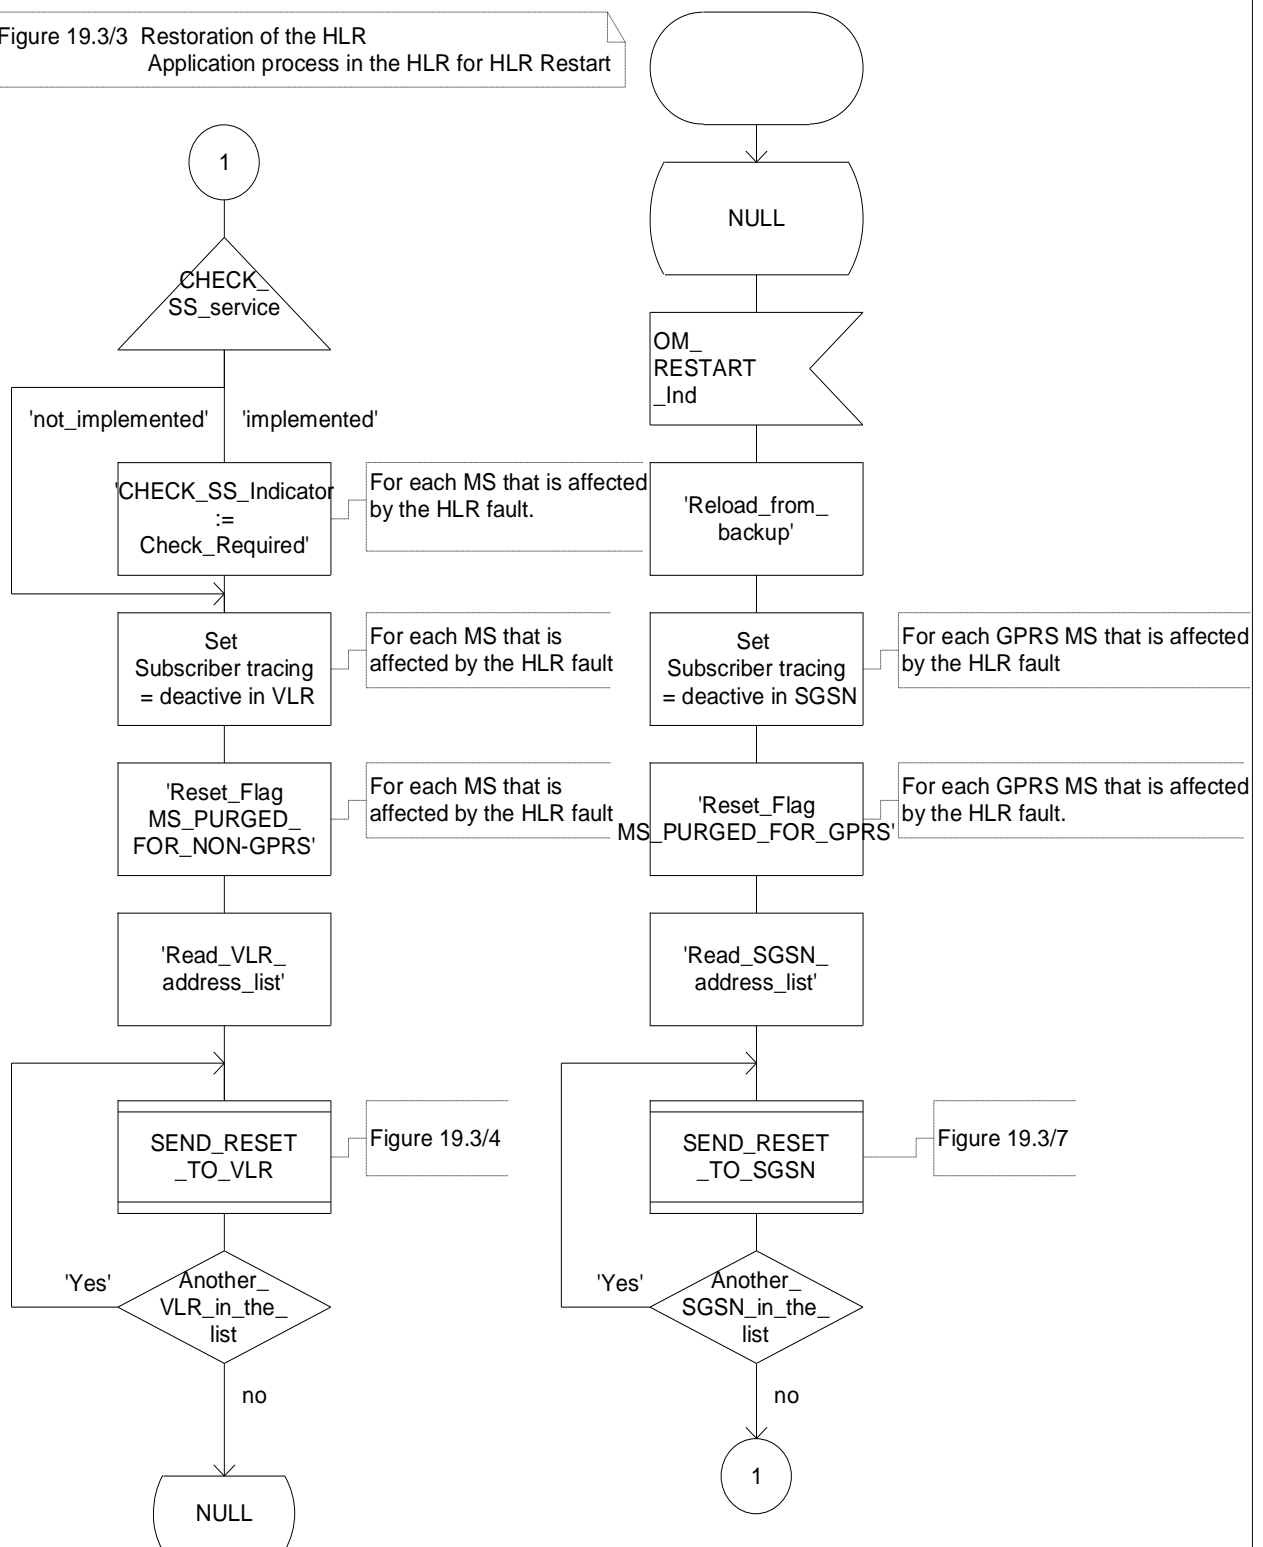 Figure 19.3/3 Restoration of the HLR
Application process in the HLR for HLR Restart
1
CHECK_
SS_service
'not_implemented'
'implemented'
'CHECK_SS_Indicator
:=
Check_Required'
For each MS that is affected
by the HLR fault.
Set
Subscriber tracing
= deactive in VLR
For each MS that is
affected by the HLR fault
'Reset_Flag
MS_PURGED_
FOR_NON-GPRS'
For each MS that is
affected by the HLR fault
'Read_VLR_
address_list'
SEND_RESET
_TO_VLR
Figure 19.3/4
'Yes'
Another_
VLR_in_the_
list
no
NULL
NULL
OM_
RESTART
_Ind
'Reload_from_
backup'
Set
Subscriber tracing
= deactive in SGSN
For each GPRS MS that is affected
by the HLR fault
'Reset_Flag
MS_PURGED_FOR_GPRS'
For each GPRS MS that is affected
by the HLR fault.
'Read_SGSN_
address_list'
SEND_RESET
_TO_SGSN
Figure 19.3/7
'Yes'
Another_
SGSN_in_the_
list
no
1